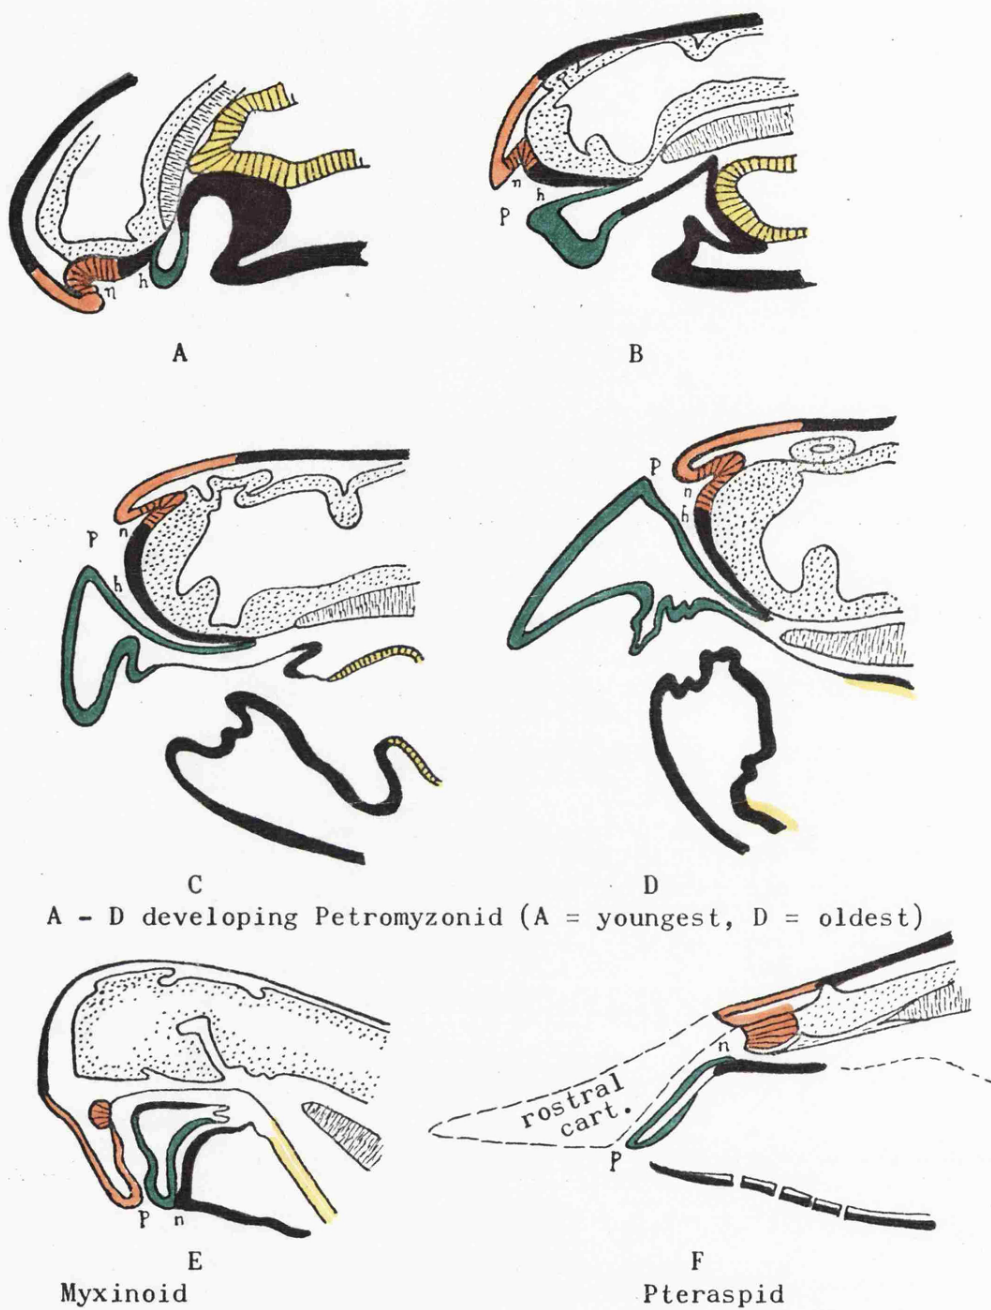 n
h
A
p
n
h
p
B
n
p
h
C
p
n
h
D
A - D developing Petromyzonid (A = youngest, D = oldest)
p
n
E
Myxinoid
rostral
cart.
n
p
F
Pteraspid